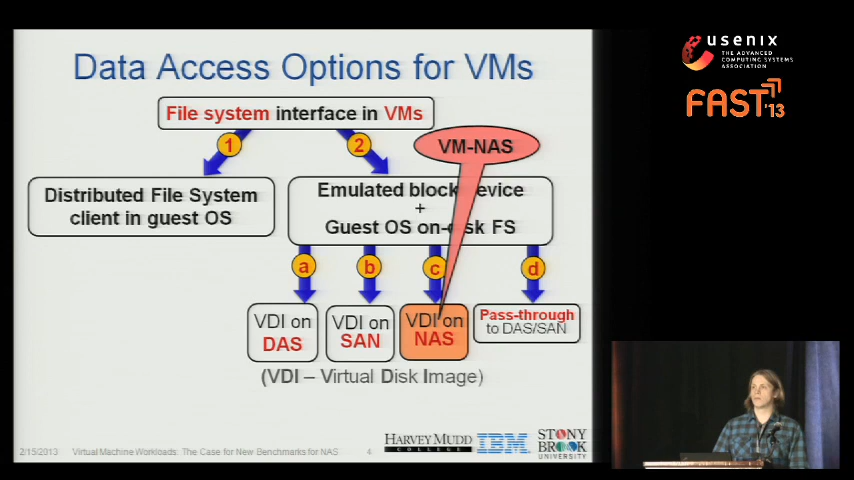 Data Access Options for VMs
File system interface in VMs
1
2
VM-NAS
Distributed File System
client in guest OS
Emulated block device
+
Guest OS on-disk FS
a
b
c
d
VDI on
DAS
VDI on
SAN
VDI on
NAS
Pass-through
to DAS/SAN
(VDI – Virtual Disk Image)
2/15/2013
Virtual Machine Workloads: The Case for New Benchmarks for NAS
4
HARVEY MUDD
COLLEGE
IBM
STONY
BROOK
UNIVERSITY
usenix
THE ADVANCED
COMPUTING SYSTEMS
ASSOCIATION
FAST'13